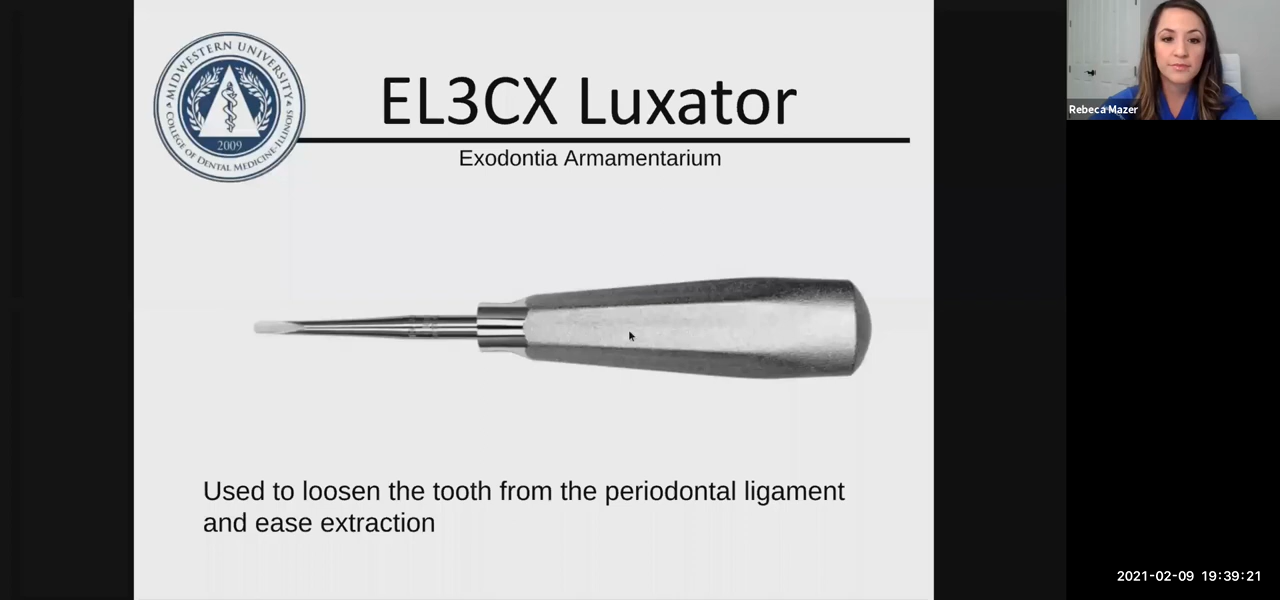 MIDWESTERN UNIVERSITY
COLLEGE OF DENTAL MEDICINE-ILLINOIS
2009
EL3CX Luxator
Exodontia Armamentarium
Used to loosen the tooth from the periodontal ligament
and ease extraction
Rebeca Mazer
2021-02-09 19:39:21